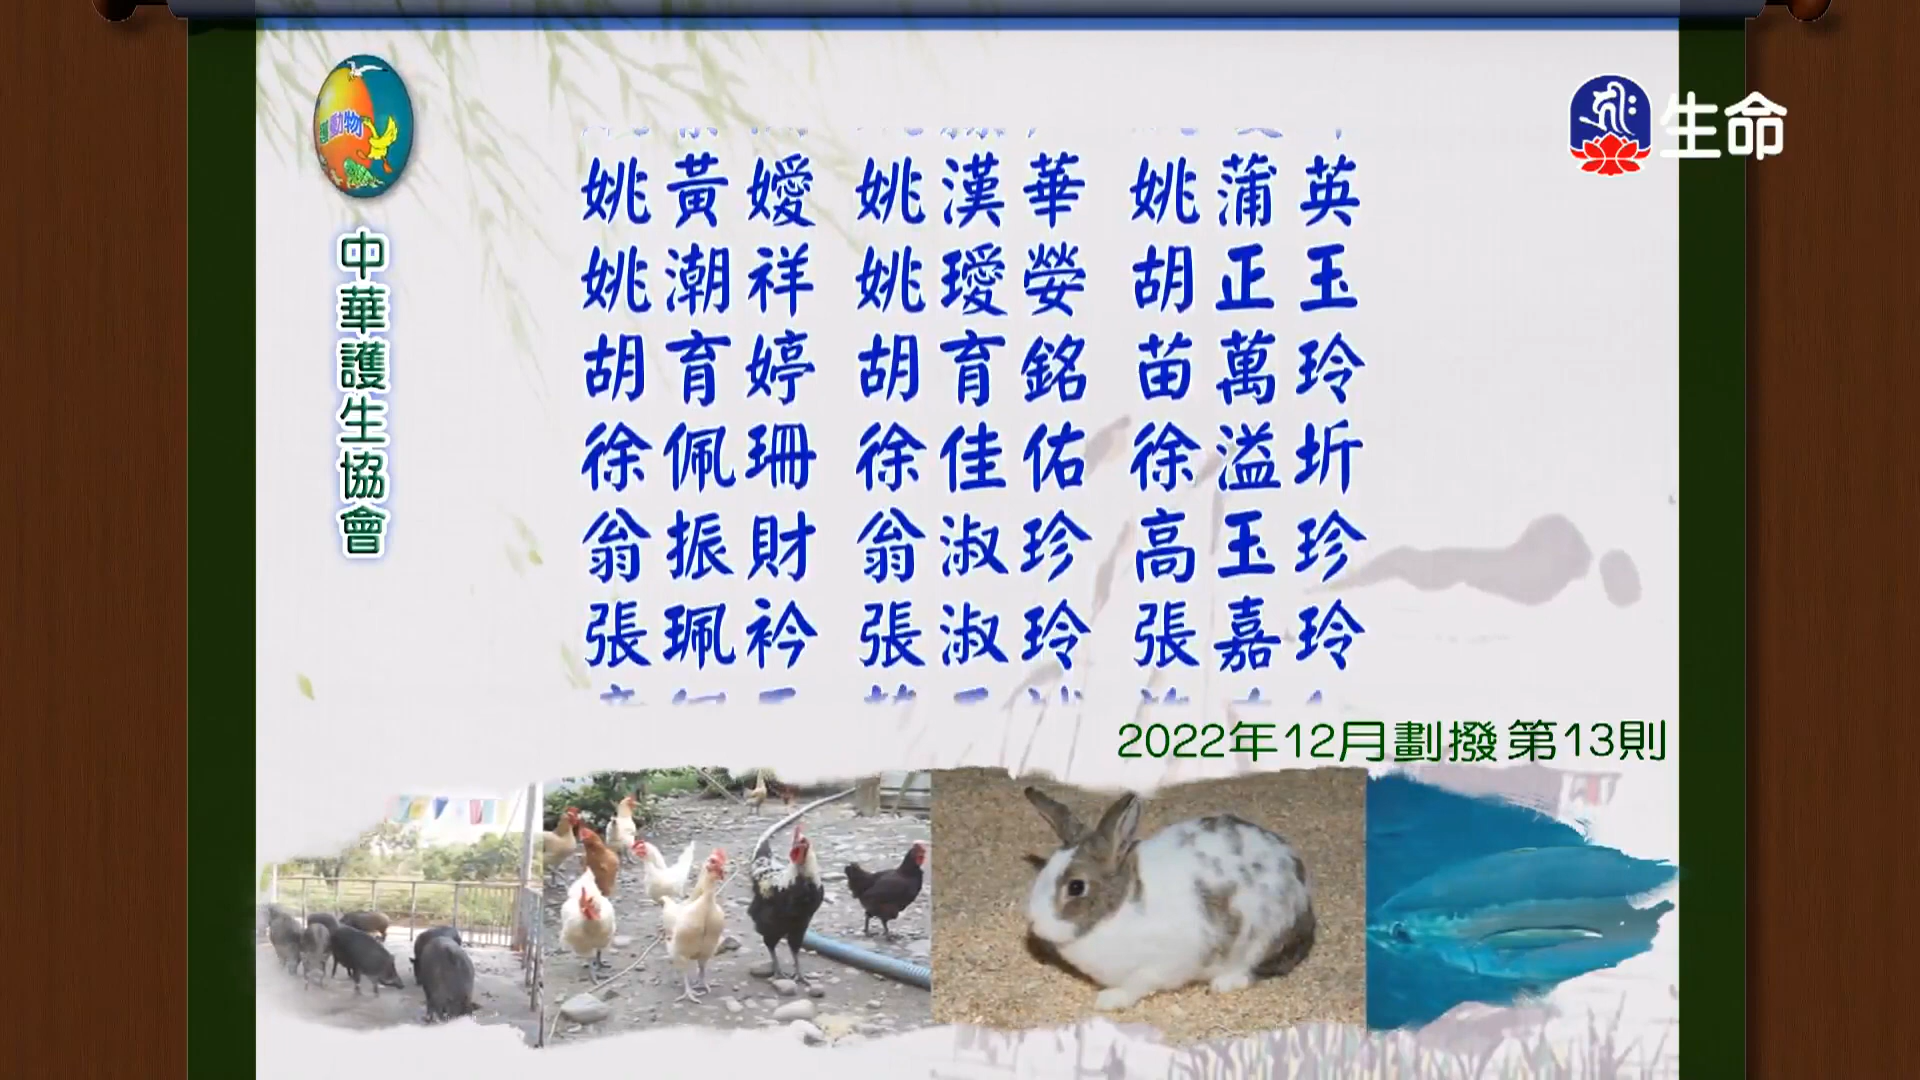 護動物
生命
中華護生協會
姚黃嬡 姚漢華 姚蒲英
姚潮祥 姚璦嫈 胡正玉
胡育婷 胡育銘 苗萬玲
徐佩珊 徐佳佑 徐溢圻
翁振財 翁淑珍 高玉珍
張珮衿 張淑玲 張嘉玲
2022年12月劃撥第13則